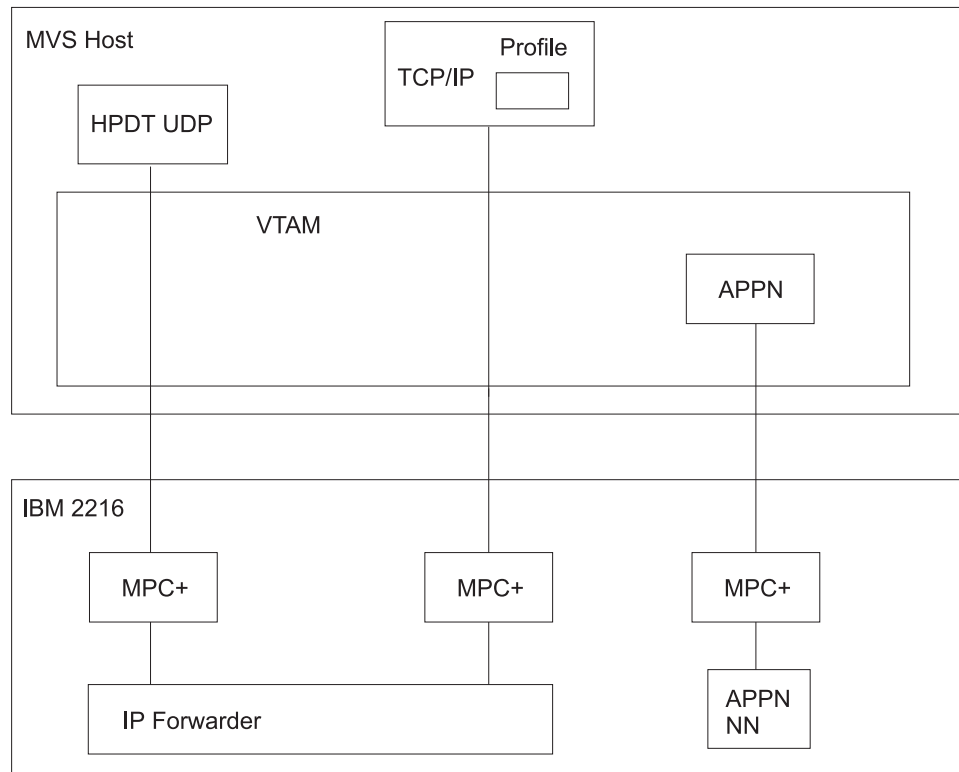 MVS Host
Profile
TCP/IP
HPDT UDP
VTAM
APPN
IBM 2216
MPC+
MPC+
MPC+
IP Forwarder
APPN
NN